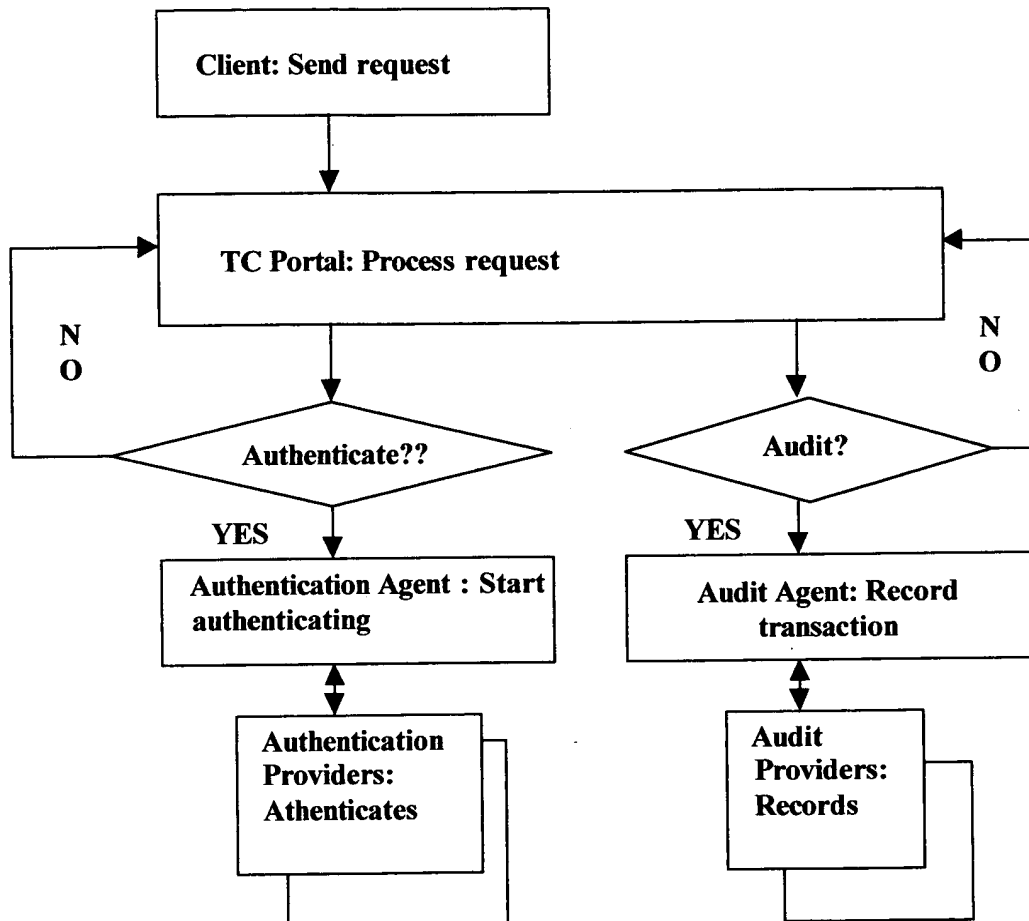 Client: Send request
TC Portal: Process request
N
O
N
O
Authenticate??
Audit?
YES
YES
Authentication Agent : Start
authenticating
Audit Agent: Record
transaction
Authentication
Providers:
Athenticates
Audit
Providers:
Records